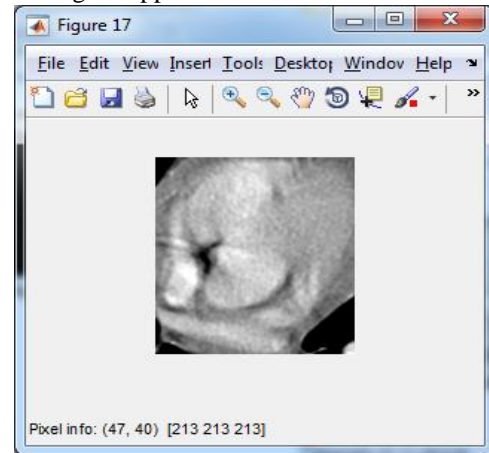 Figure 17
File Edit View Insert Tools Desktop Window Help
»
Pixel info: (47, 40) [213 213 213]